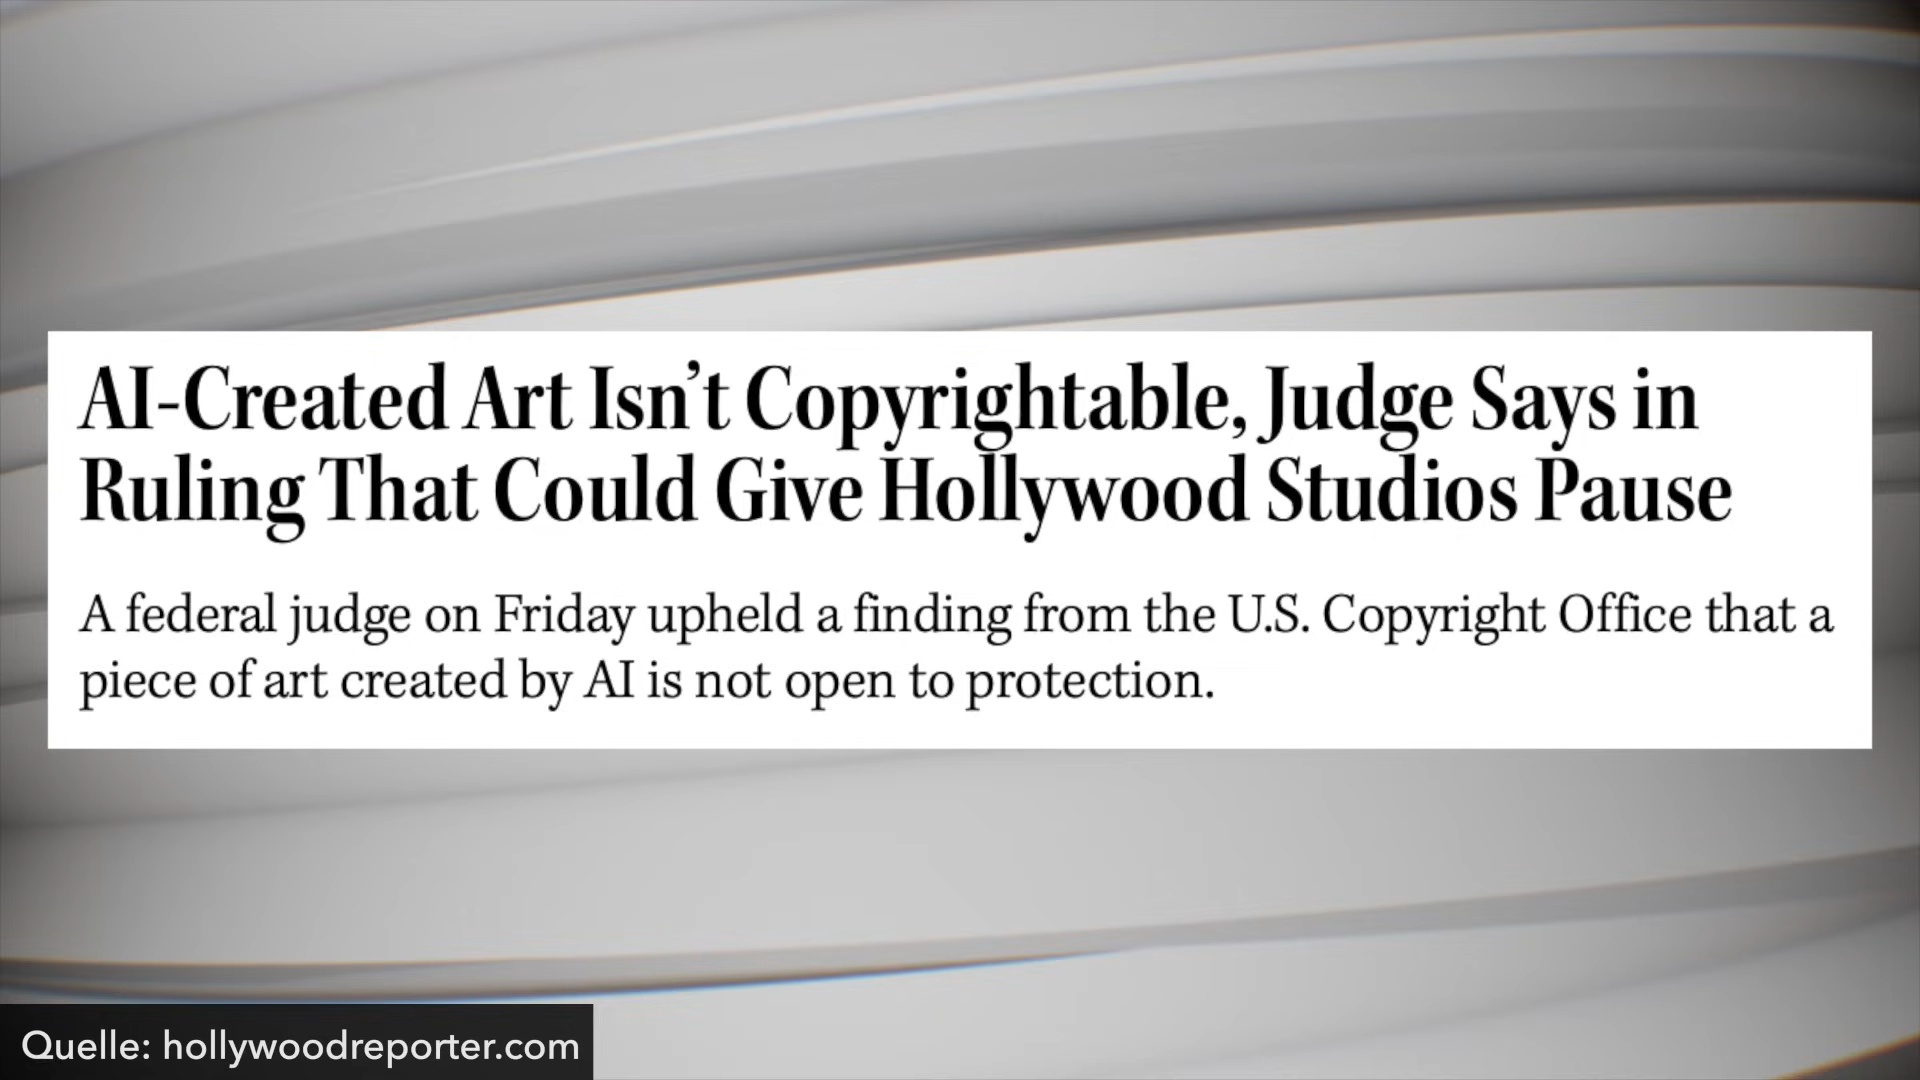 AI-Created Art Isn’t Copyrightable, Judge Says in
Ruling That Could Give Hollywood Studios Pause
A federal judge on Friday upheld a finding from the U.S. Copyright Office that a
piece of art created by AI is not open to protection.
Quelle: hollywoodreporter.com